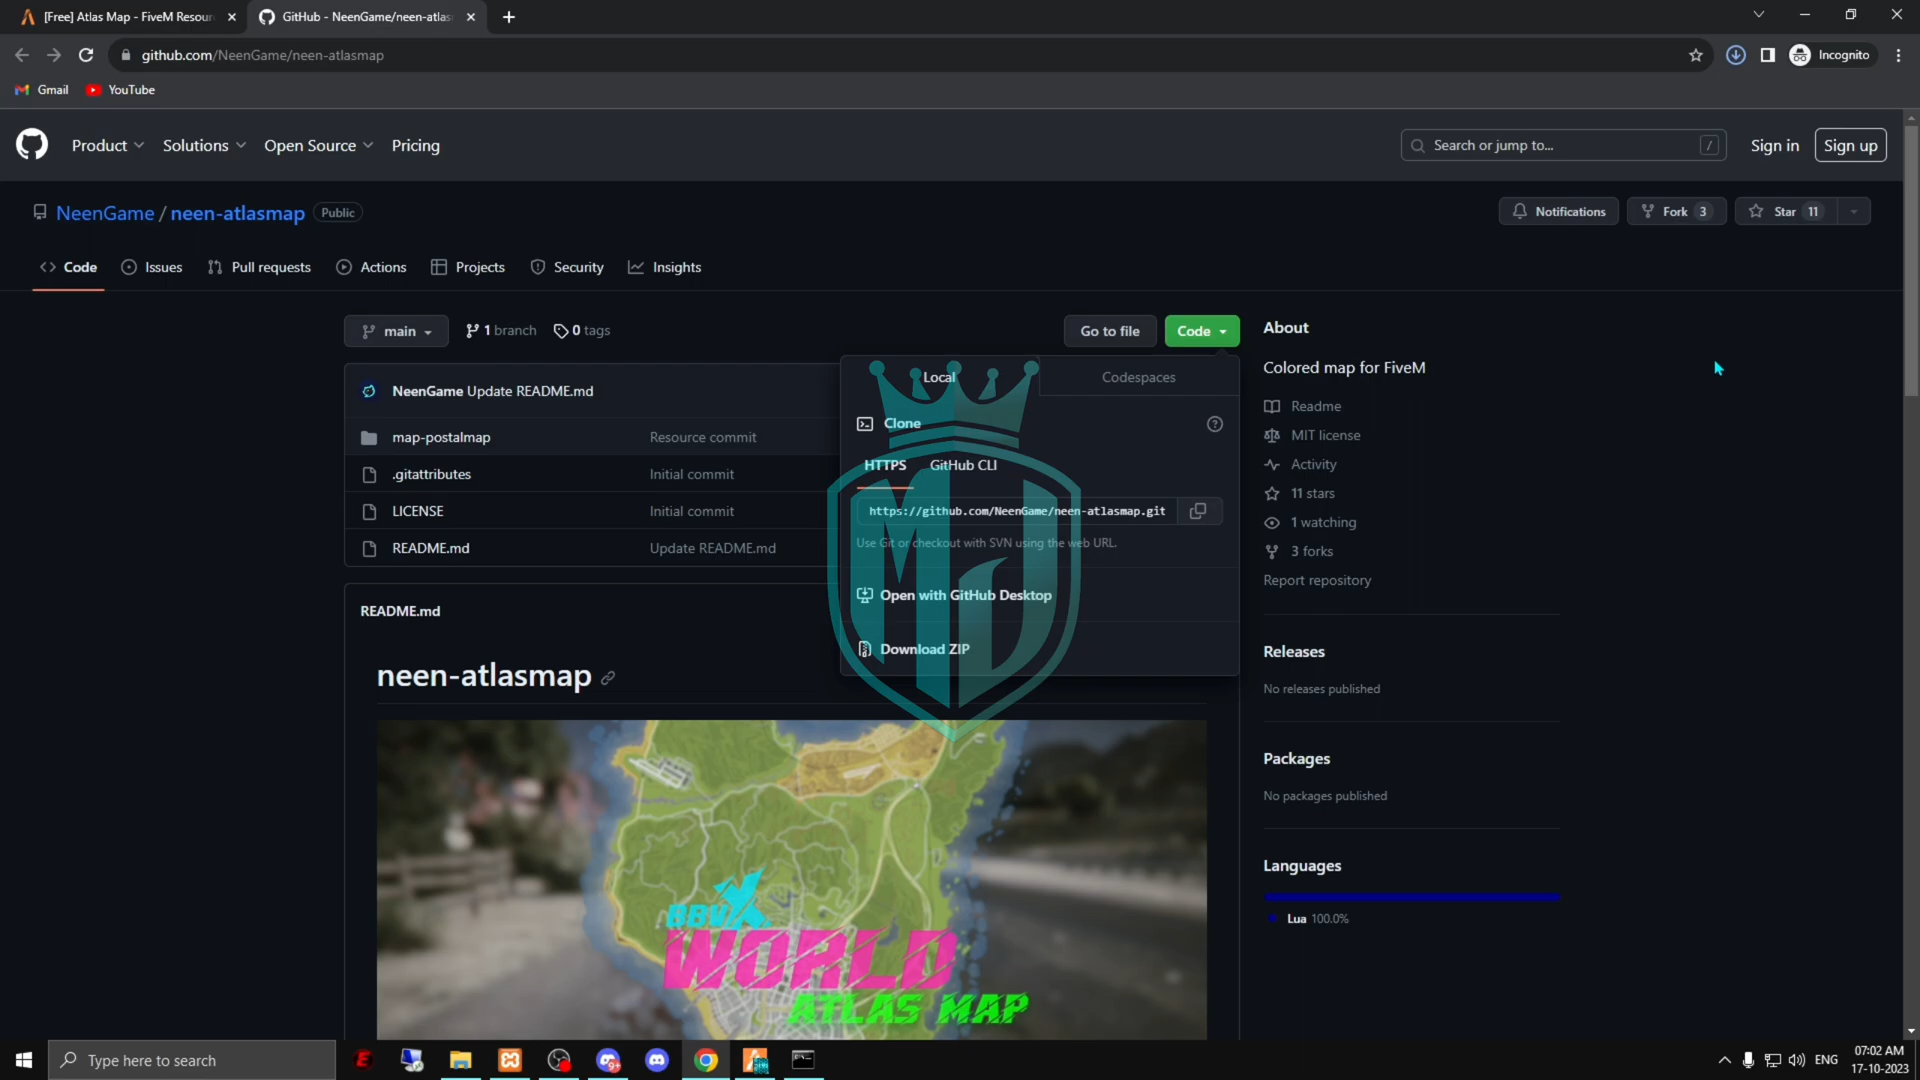 [Free] Atlas Map - FiveM Resour
GitHub - NeenGame/neen-atlas
github.com/NeenGame/neen-atlasmap
Incognito
Gmail
YouTube
Product
Solutions
Open Source
Pricing
Search or jump to...
/
Sign in
Sign up
NeenGame / neen-atlasmap
Public
Notifications
Fork 3
Star 11
Code
Issues
Pull requests
Actions
Projects
Security
Insights
main
1 branch
0 tags
Go to file
Code
About
Colored map for FiveM
Readme
MIT license
Activity
11 stars
1 watching
3 forks
Report repository
NeenGame Update README.md
map-postalmap Resource commit
.gitattributes Initial commit
LICENSE Initial commit
README.md Update README.md
Local
Codespaces
Clone
HTTPS
GitHub CLI
https://github.com/NeenGame/neen-atlasmap.git
Use Git or checkout with SVN using the web URL.
Open with GitHub Desktop
Download ZIP
MJ
README.md
neen-atlasmap
BBVX
WORLD
ATLAS MAP
Releases
No releases published
Packages
No packages published
Languages
Lua 100.0%
Type here to search
9+
ENG
07:02 AM
17-10-2023